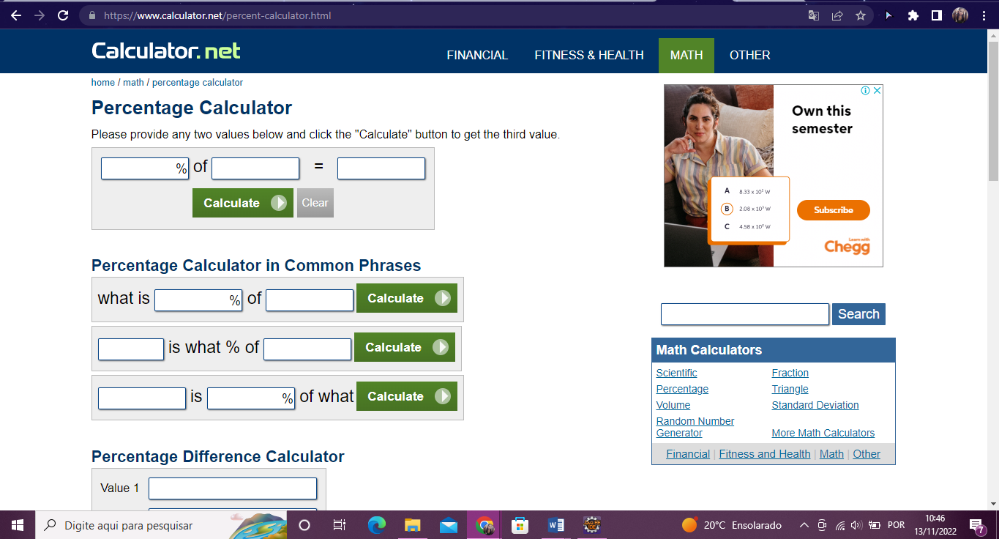 https://www.calculator.net/percent-calculator.html
Calculator.net
FINANCIAL FITNESS & HEALTH MATH OTHER
home / math / percentage calculator
Percentage Calculator
Please provide any two values below and click the "Calculate" button to get the third value.
% of =
Calculate Clear
Percentage Calculator in Common Phrases
what is % of Calculate
is what % of Calculate
is % of what Calculate
Percentage Difference Calculator
Value 1
Own this
semester
A 8.33 x 10² W
B 2.08 x 10³ W
C 4.58 x 10⁴ W
Subscribe
Learn with
Chegg
Search
Math Calculators
Scientific Fraction
Percentage Triangle
Volume Standard Deviation
Random Number
Generator More Math Calculators
Financial | Fitness and Health | Math | Other
Digite aqui para pesquisar
Java EE
IDE
20°C Ensolarado
POR
10:46
13/11/2022
7